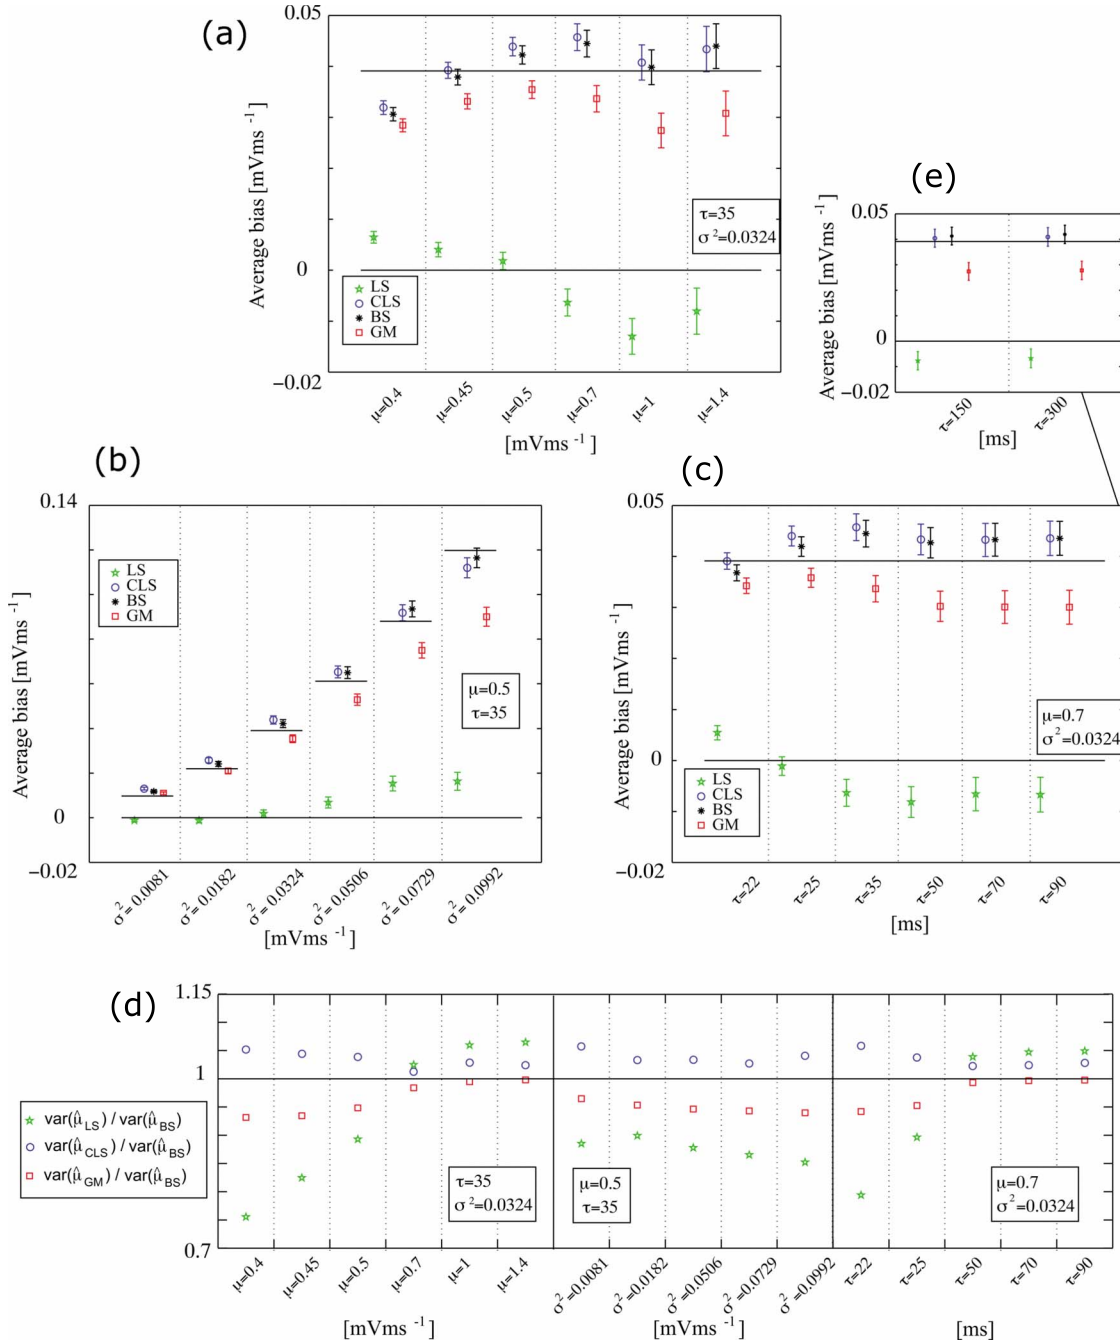 (a)
0.05
0
−0.02
Average bias [mVms -1]
τ=35
σ2=0.0324
LS
CLS
BS
GM
μ=0.4
μ=0.45
μ=0.5
μ=0.7
μ=1
μ=1.4
[mVms -1]
(e)
0.05
0
−0.02
Average bias [mVms -1]
τ=150
τ=300
[ms]
(b)
0.14
0
−0.02
Average bias [mVms -1]
LS
CLS
BS
GM
μ=0.5
τ=35
σ2= 0.0081
σ2= 0.0182
σ2= 0.0324
σ2= 0.0506
σ2= 0.0729
σ2= 0.0992
[mVms -1]
(c)
0.05
0
−0.02
Average bias [mVms -1]
μ=0.7
σ2=0.0324
LS
CLS
BS
GM
τ=22
τ=25
τ=35
τ=50
τ=70
τ=90
[ms]
(d)
1.15
1
0.7
var(μ̂LS) / var(μ̂BS)
var(μ̂CLS) / var(μ̂BS)
var(μ̂GM) / var(μ̂BS)
τ=35
σ2=0.0324
μ=0.5
τ=35
μ=0.7
σ2=0.0324
μ=0.4
μ=0.45
μ=0.5
μ=0.7
μ=1
μ=1.4
σ2=0.0081
σ2=0.0182
σ2=0.0506
σ2=0.0729
σ2=0.0992
τ=22
τ=25
τ=50
τ=70
τ=90
[mVms -1]
[mVms -1]
[ms]